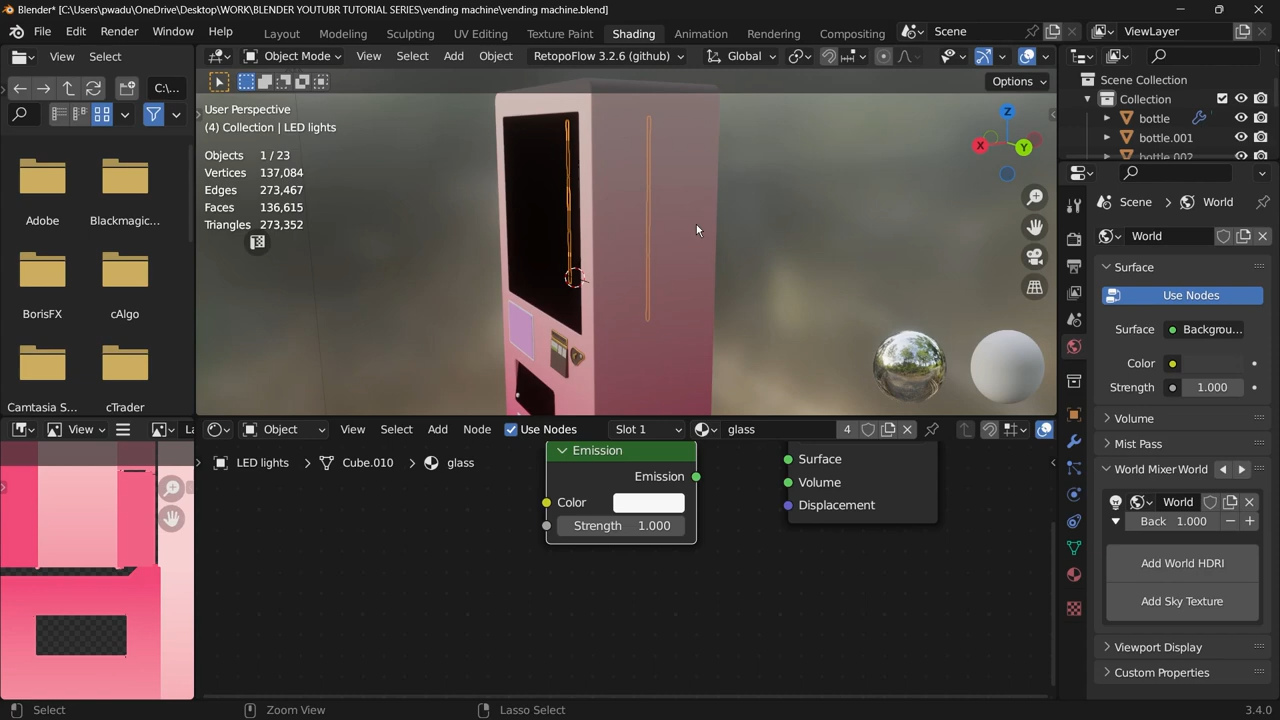 Blender* [C:\Users\pwadu\OneDrive\Desktop\WORK\BLENDER YOUTUBR TUTORIAL SERIES\vending machine\vending machine.blend]
File Edit Render Window Help Layout Modeling Sculpting UV Editing Texture Paint Shading Animation Rendering Compositing Scene ViewLayer
View Select Object Mode View Select Add Object RetopoFlow 3.2.6 (github) Global
C:\... Options
User Perspective
(4) Collection | LED lights
Objects 1 / 23
Vertices 137,084
Edges 273,467
Faces 136,615
Triangles 273,352
X Y Z
Adobe Blackmagic...
BorisFX cAlgo
Camtasia S... cTrader
Scene Collection
Collection
bottle
bottle.001
bottle.002
Scene World
World
Surface
Use Nodes
Surface Backgrou...
Color
Strength 1.000
Volume
Mist Pass
World Mixer World
World
Back 1.000
Add World HDRI
Add Sky Texture
Viewport Display
Custom Properties
View Object View Select Add Node Use Nodes Slot 1 glass 4
LED lights Cube.010 glass
Emission
Emission
Color
Strength 1.000
Surface
Volume
Displacement
Select Zoom View Lasso Select 3.4.0